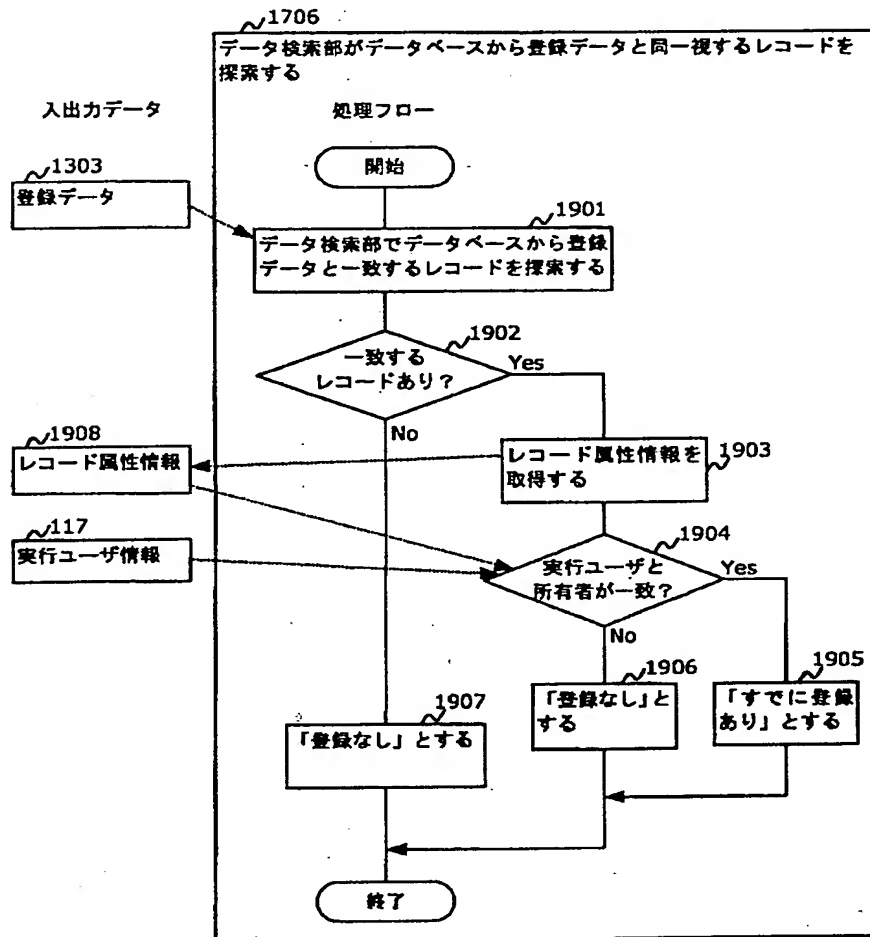 1706
データ検索部がデータベースから登録データと同一視するレコードを
探索する
入出力データ
処理フロー
開始
1303
登録データ
1901
データ検索部でデータベースから登録
データと一致するレコードを探索する
1902
一致する
レコードあり?
Yes
No
1908
レコード属性情報
レコード属性情報を
取得する
1903
117
実行ユーザ情報
1904
実行ユーザと
所有者が一致?
Yes
No
1905
「すでに登録
あり」とする
1906
「登録なし」と
する
1907
「登録なし」とする
終了